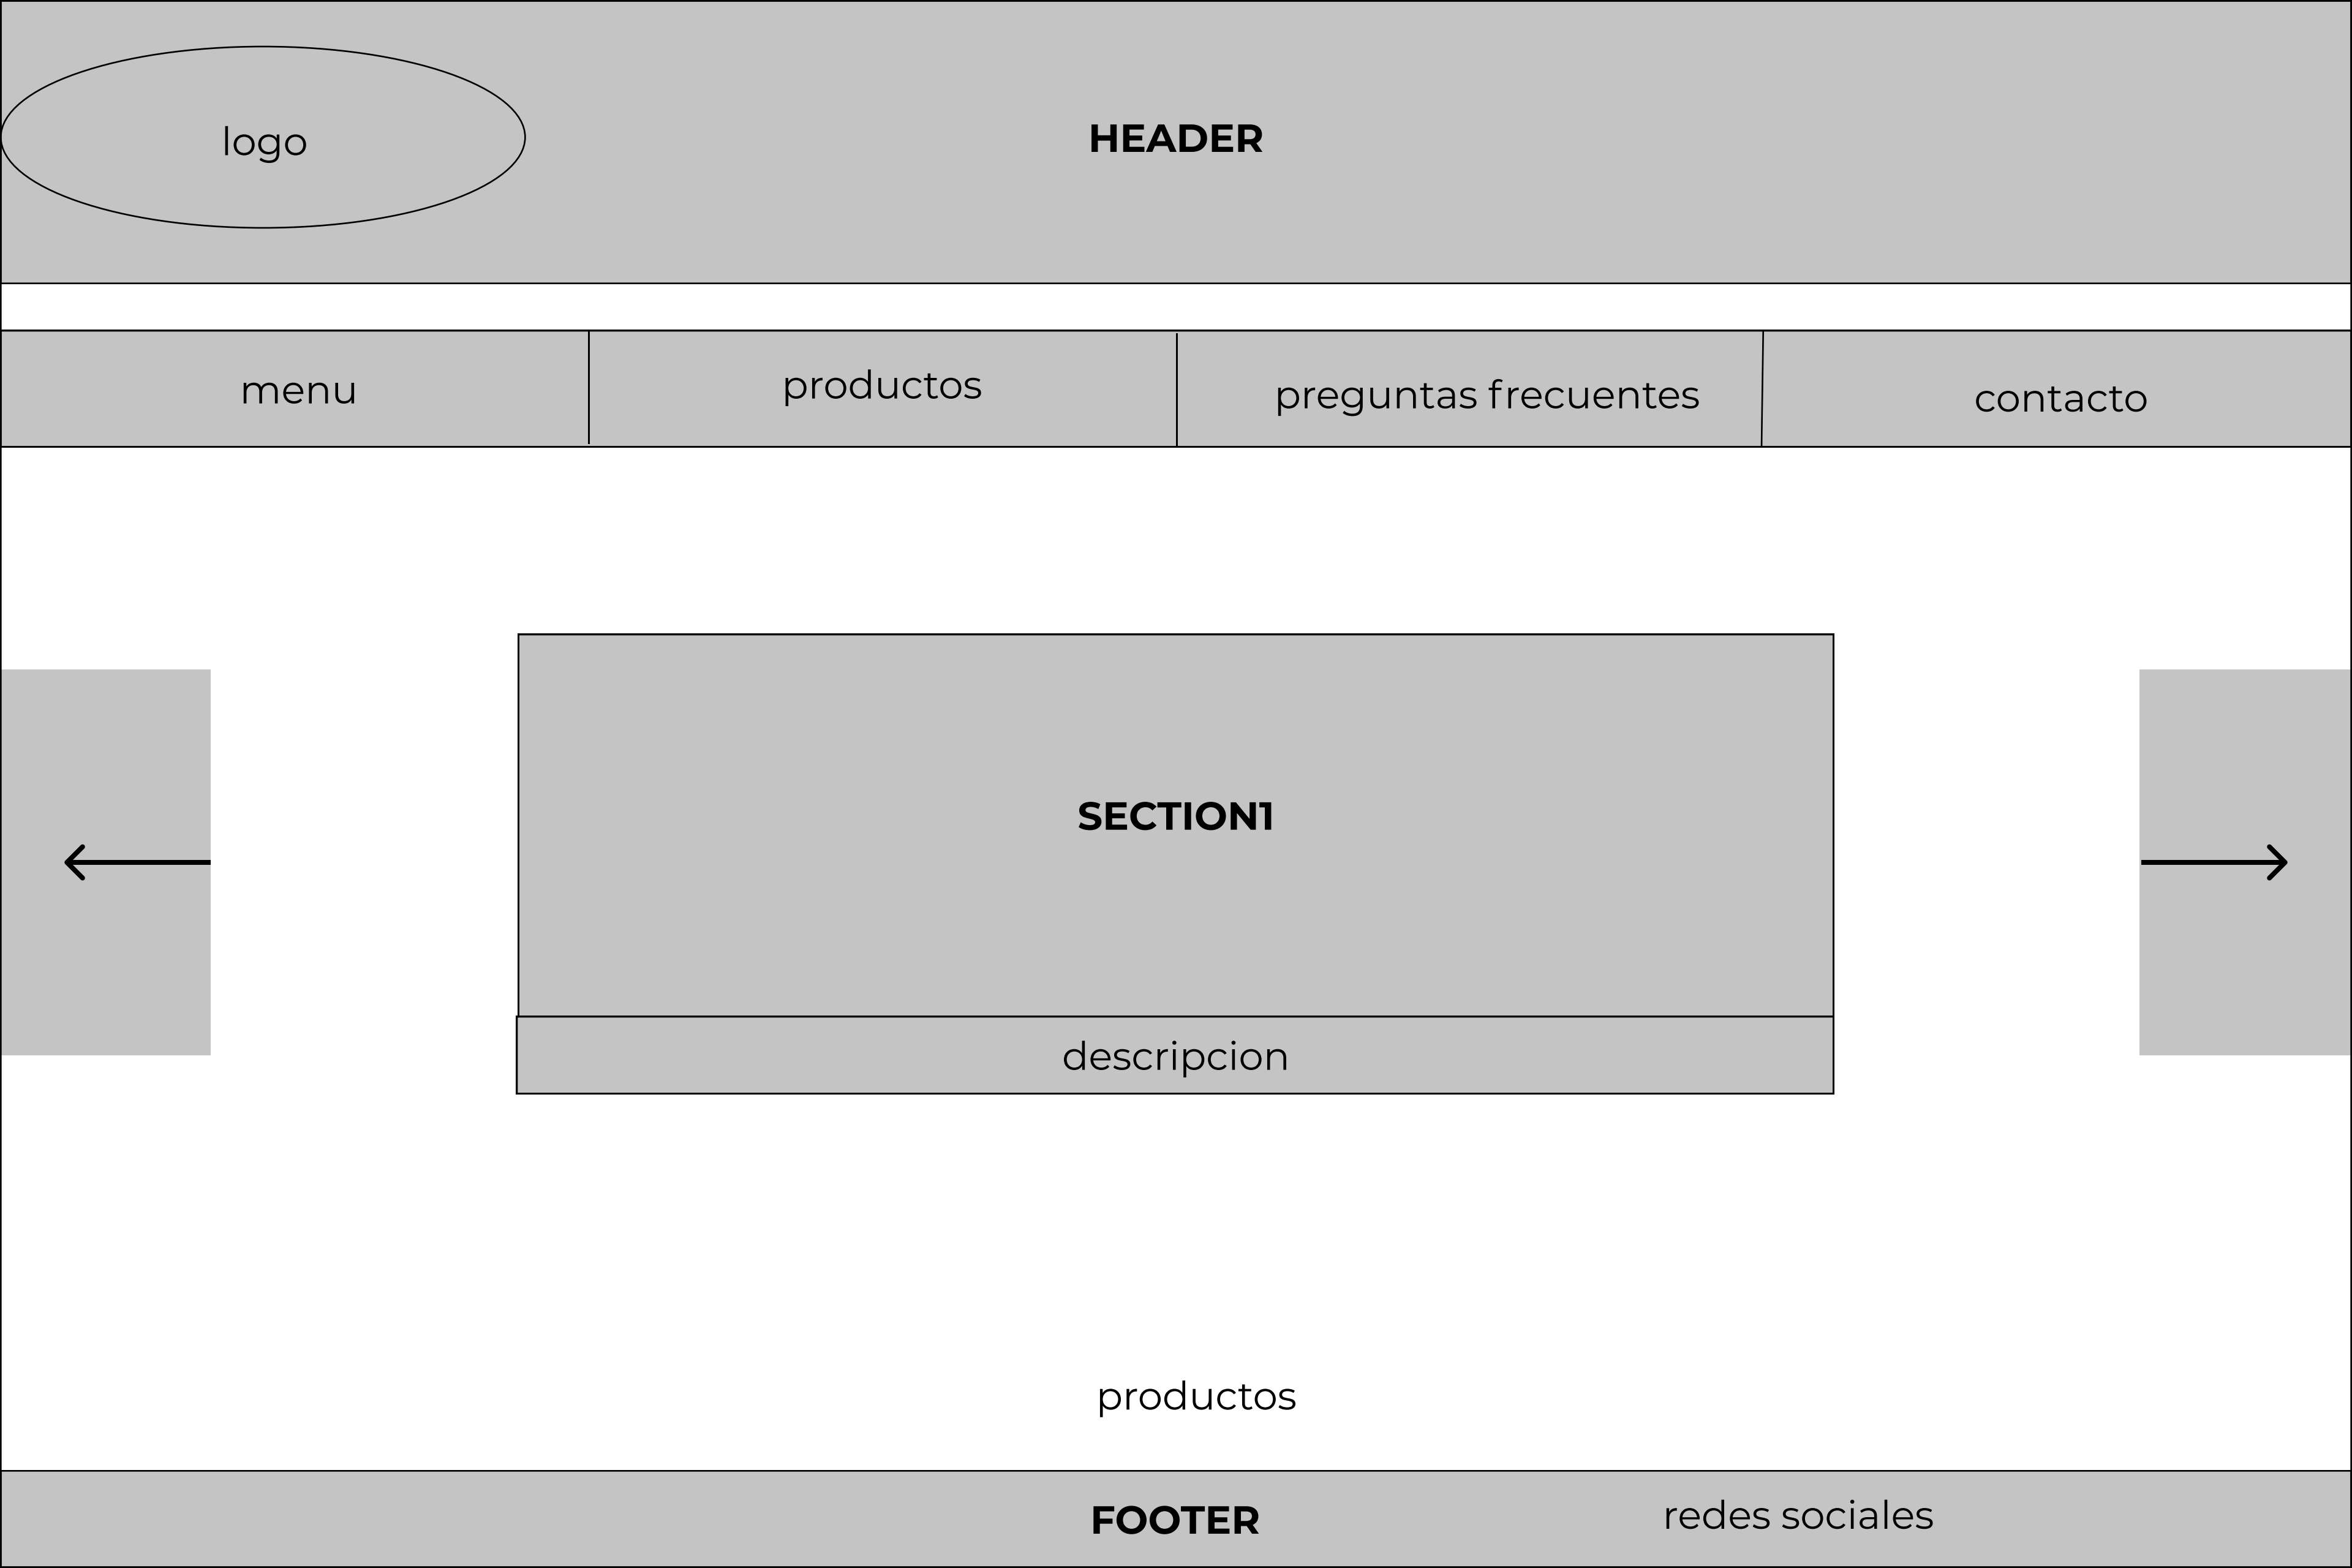 logo
HEADER
menu
productos
preguntas frecuentes
contacto
SECTION1
descripcion
productos
FOOTER
redes sociales